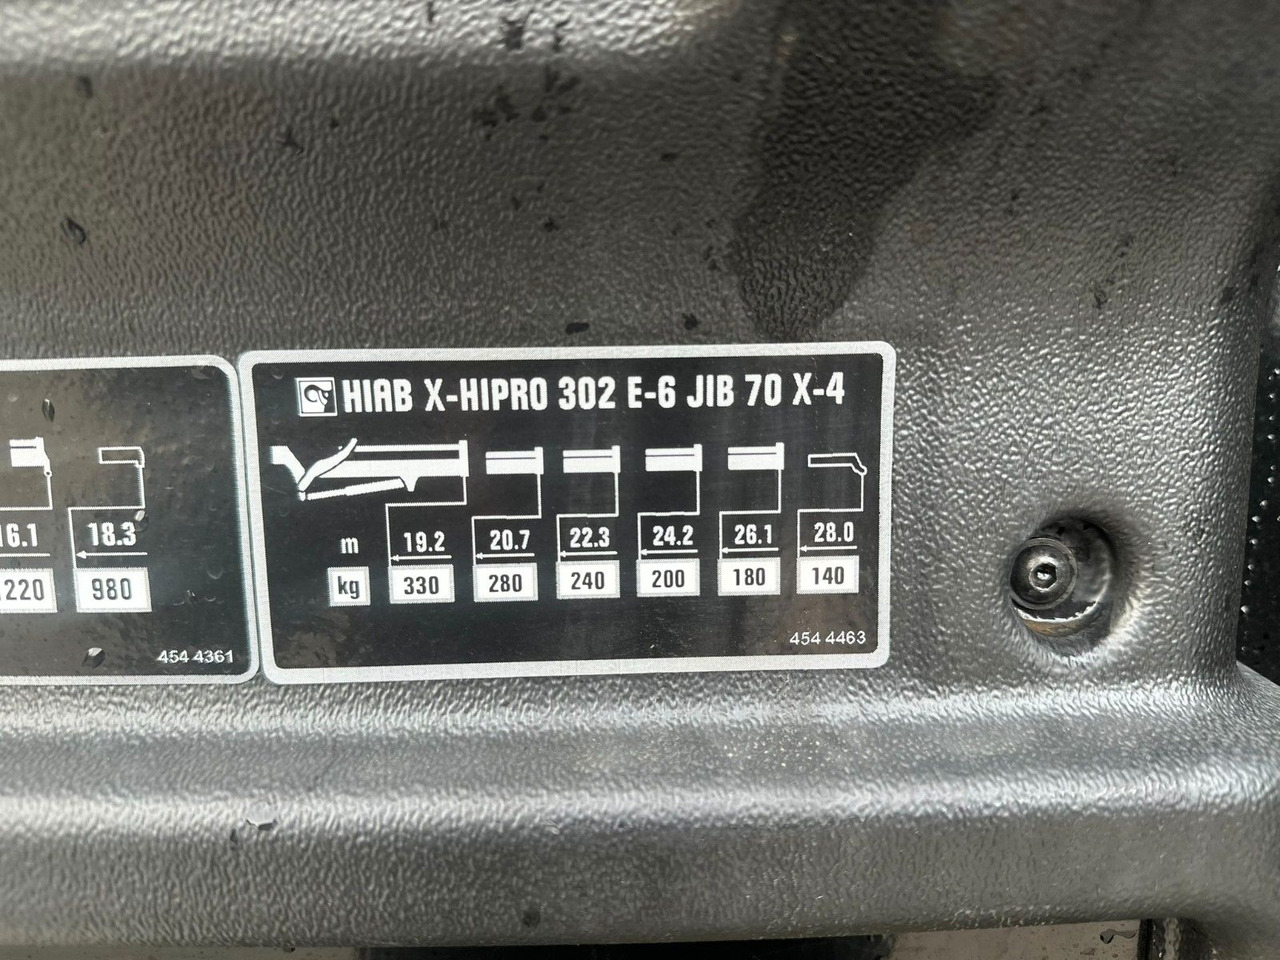 16.1 18.3
220 980
454 4361
HIAB X-HIPRO 302 E-6 JIB 70 X-4
m 19.2 20.7 22.3 24.2 26.1 28.0
kg 330 280 240 200 180 140
454 4463